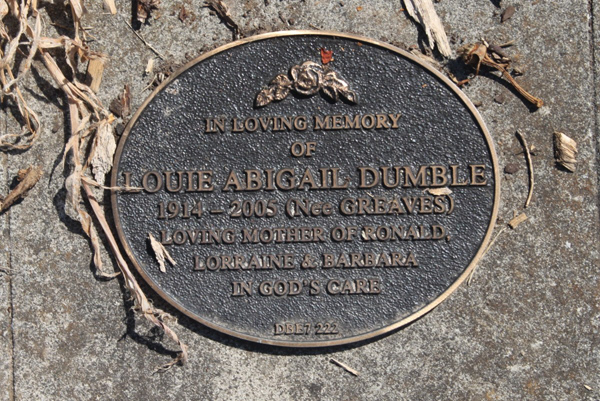 IN LOVING MEMORY
OF
LOUIE ABIGAIL DUMBLE
1914 - 2005 (Nee GREAVES)
LOVING MOTHER OF RONALD,
LORRAINE & BARBARA
IN GOD'S CARE
DBE7 222